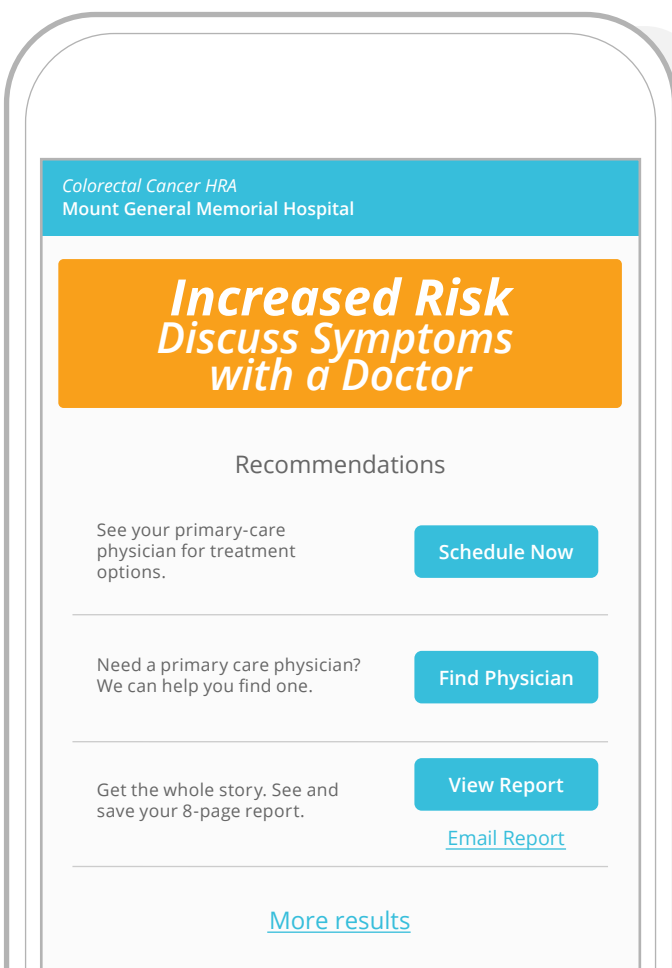 Colorectal Cancer HRA
Mount General Memorial Hospital
Increased Risk
Discuss Symptoms
with a Doctor
Recommendations
See your primary-care
physician for treatment
options.
Schedule Now
Need a primary care physician?
We can help you find one.
Find Physician
Get the whole story. See and
save your 8-page report.
View Report
Email Report
More results